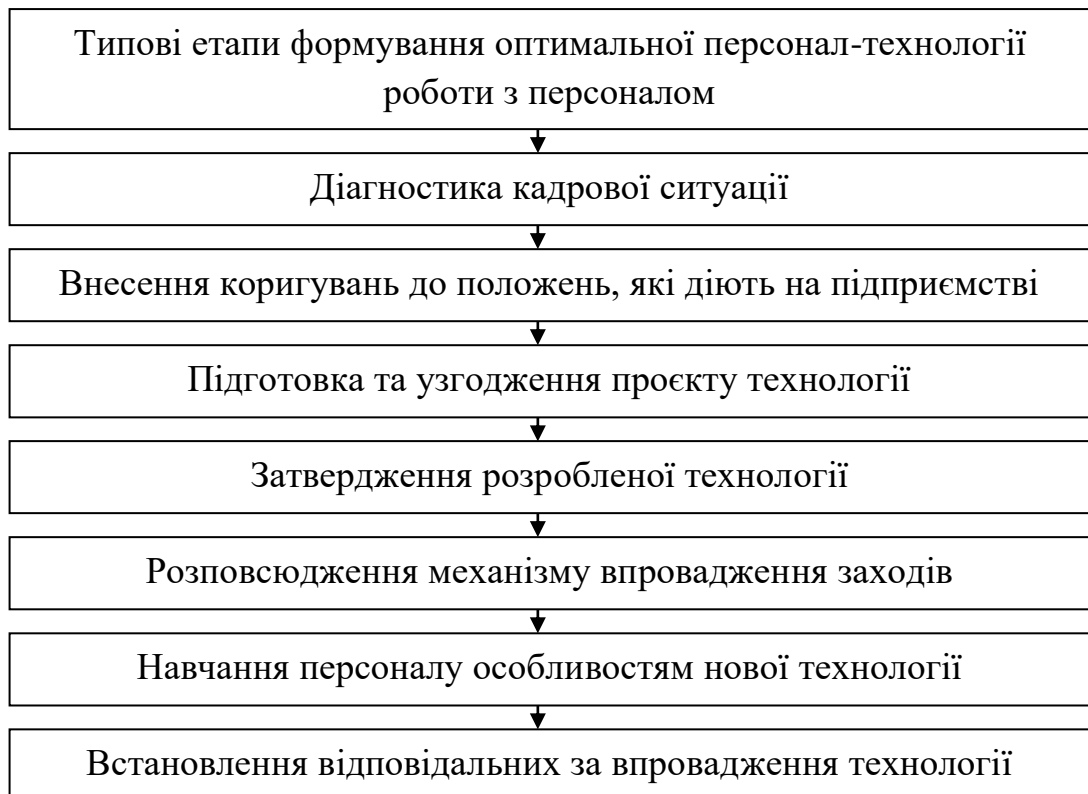 Типові етапи формування оптимальної персонал-технології
роботи з персоналом
Діагностика кадрової ситуації
Внесення коригувань до положень, які діють на підприємстві
Підготовка та узгодження проєкту технології
Затвердження розробленої технології
Розповсюдження механізму впровадження заходів
Навчання персоналу особливостям нової технології
Встановлення відповідальних за впровадження технології